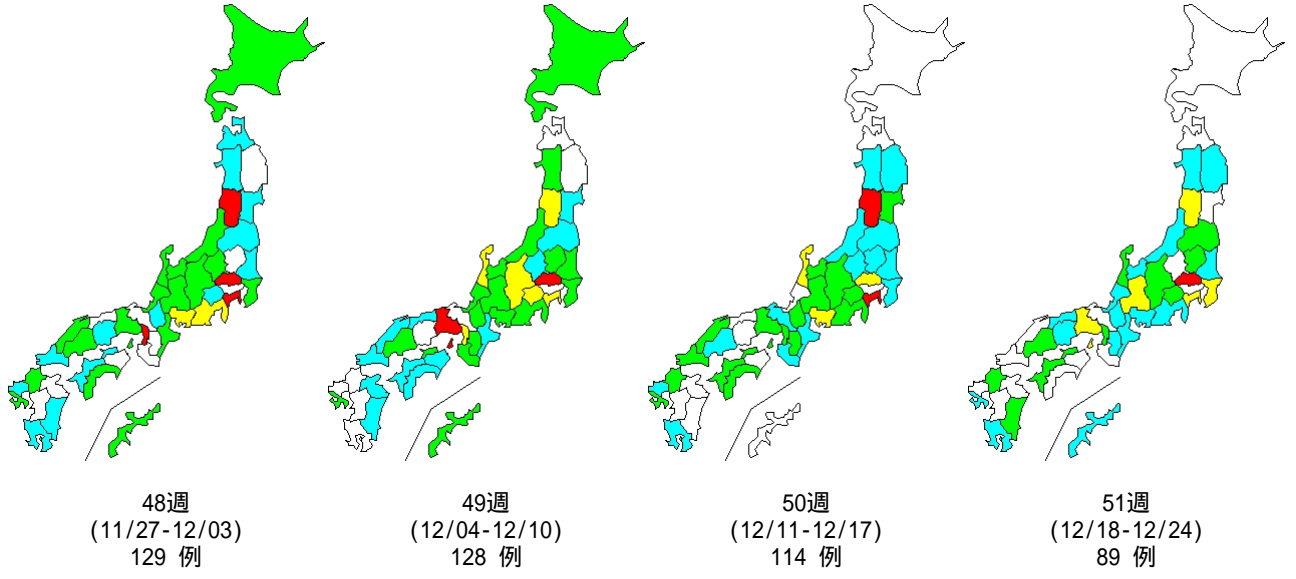 48週
(11/27-12/03)
129 例
49週
(12/04-12/10)
128 例
50週
(12/11-12/17)
114 例
51週
(12/18-12/24)
89 例